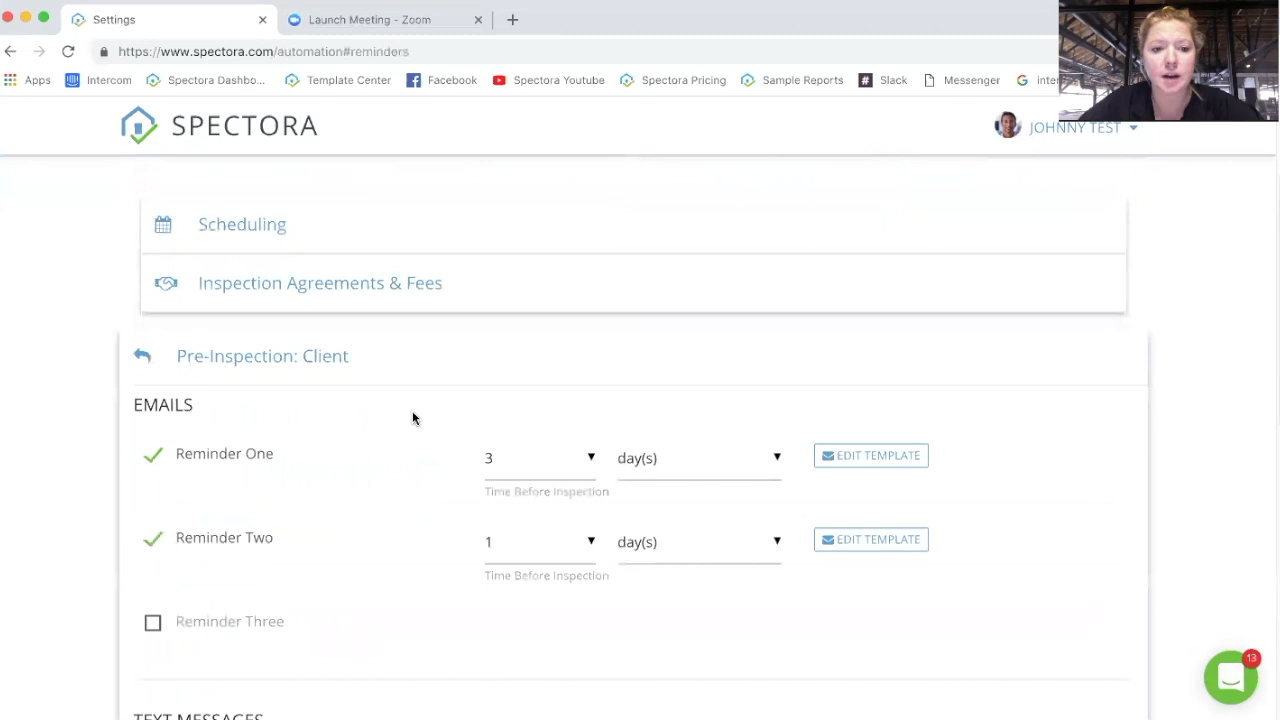 Settings
Launch Meeting - Zoom
https://www.spectora.com/automation#reminders
Apps Intercom Spectora Dashbo... Template Center Facebook Spectora Youtube Spectora Pricing Sample Reports Slack Messenger
SPECTORA
JOHNNY TEST
Scheduling
Inspection Agreements & Fees
Pre-Inspection: Client
EMAILS
Reminder One
3 day(s)
EDIT TEMPLATE
Time Before Inspection
Reminder Two
1 day(s)
EDIT TEMPLATE
Time Before Inspection
Reminder Three
13
TEXT MESSAGES